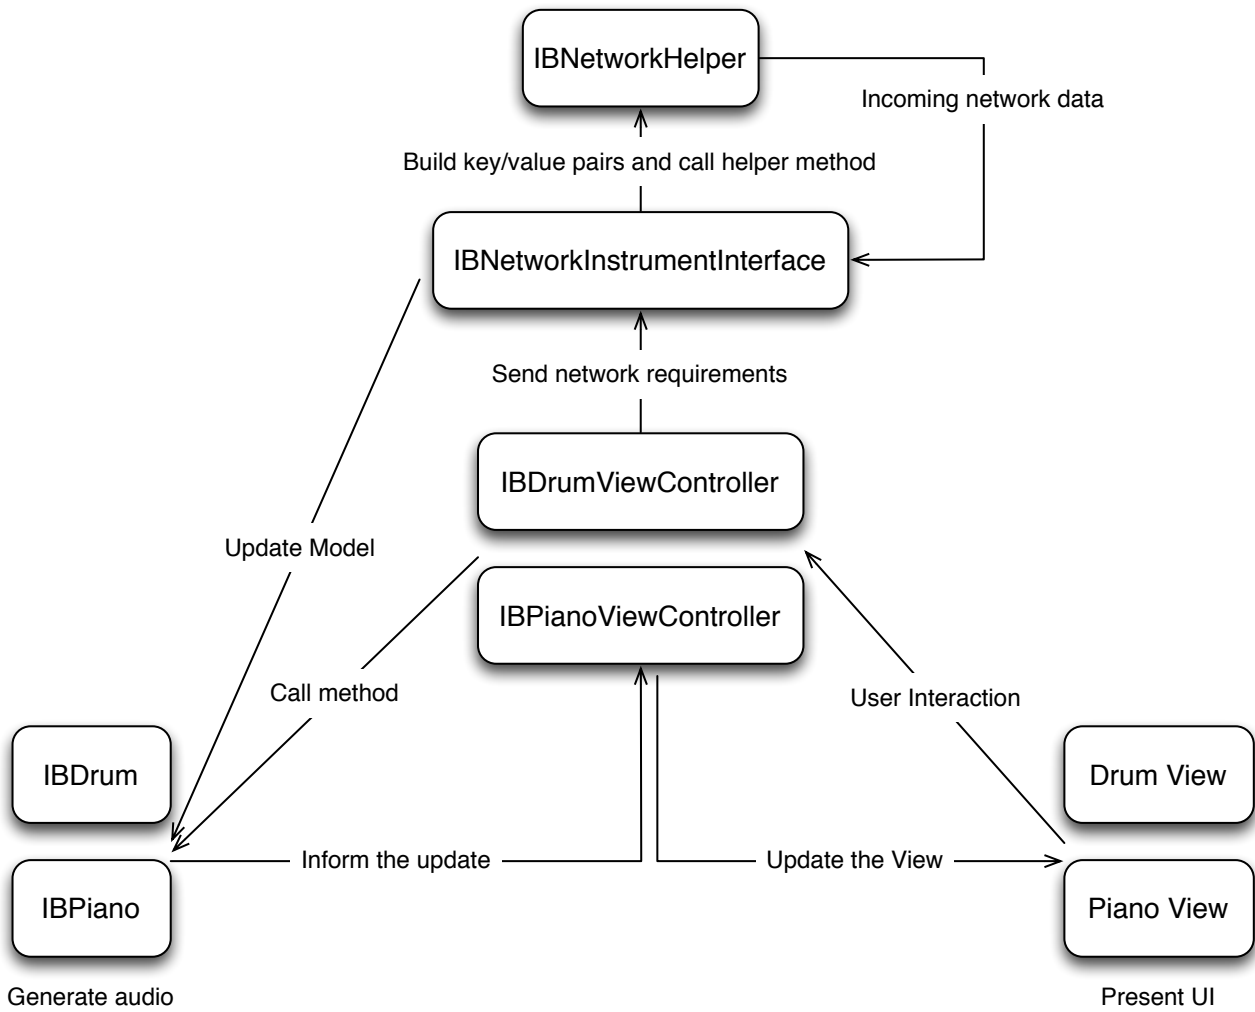 IBNetworkHelper
Incoming network data
Build key/value pairs and call helper method
IBNetworkInstrumentInterface
Send network requirements
IBDrumViewController
Update Model
IBPianoViewController
Call method
User Interaction
IBDrum
Drum View
Inform the update
Update the View
IBPiano
Piano View
Generate audio
Present UI